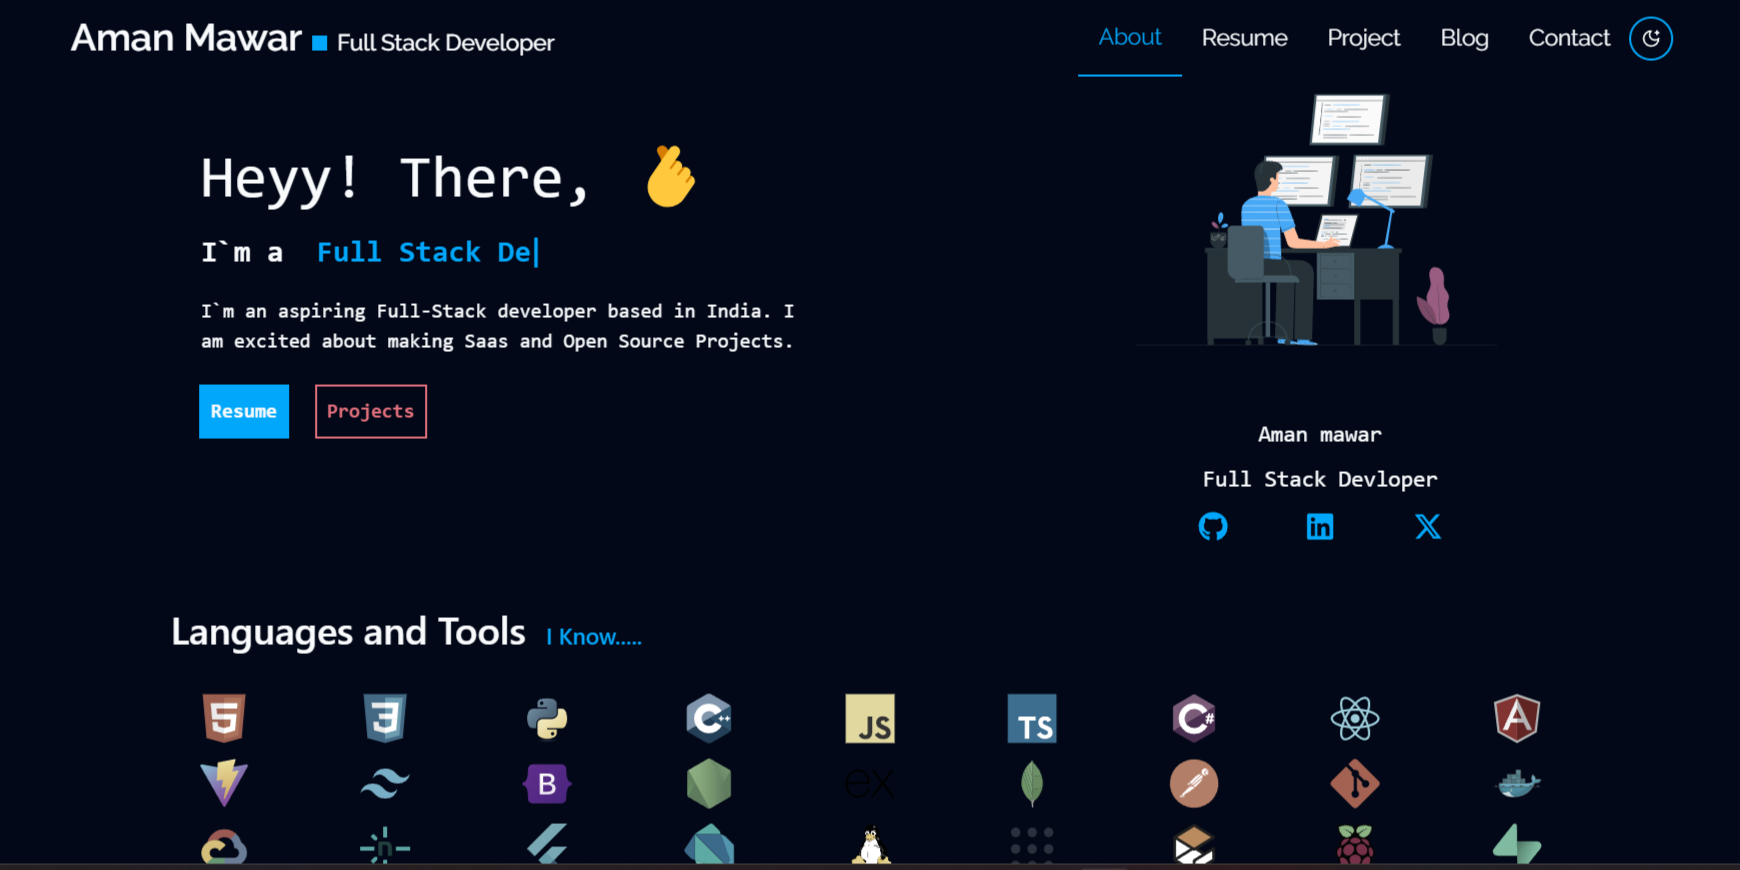 Aman Mawar Full Stack Developer
About Resume Project Blog Contact
Heyy! There,
I`m a Full Stack De
I`m an aspiring Full-Stack developer based in India. I
am excited about making Saas and Open Source Projects.
Resume Projects
Aman mawar
Full Stack Devloper
in X
Languages and Tools I Know.....
5 3 C++ JS TS C# A
B ex
n